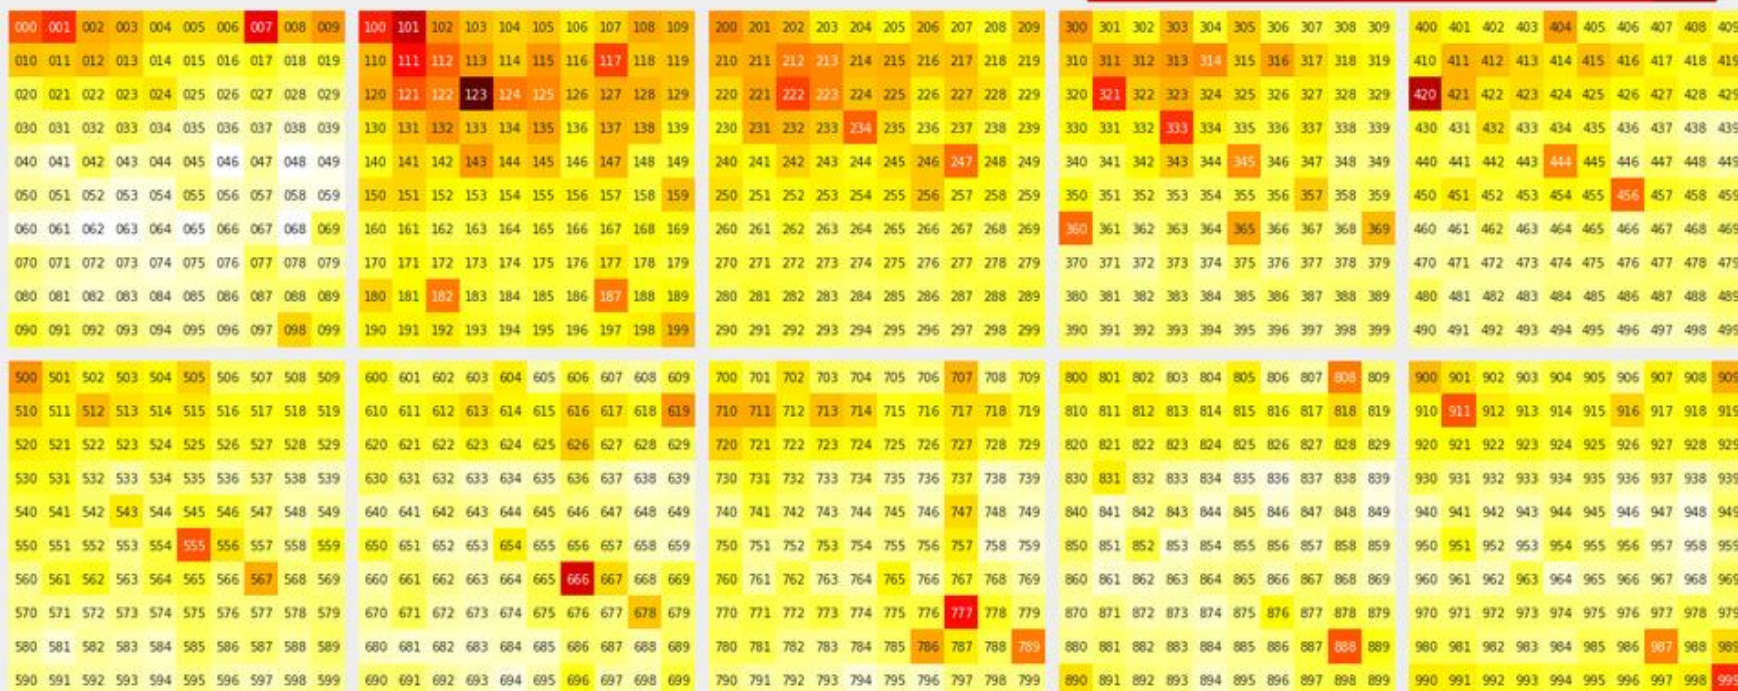 000 001 002 003 004 005 006 007 008 009
010 011 012 013 014 015 016 017 018 019
020 021 022 023 024 025 026 027 028 029
030 031 032 033 034 035 036 037 038 039
040 041 042 043 044 045 046 047 048 049
050 051 052 053 054 055 056 057 058 059
060 061 062 063 064 065 066 067 068 069
070 071 072 073 074 075 076 077 078 079
080 081 082 083 084 085 086 087 088 089
090 091 092 093 094 095 096 097 098 099
100 101 102 103 104 105 106 107 108 109
110 111 112 113 114 115 116 117 118 119
120 121 122 123 124 125 126 127 128 129
130 131 132 133 134 135 136 137 138 139
140 141 142 143 144 145 146 147 148 149
150 151 152 153 154 155 156 157 158 159
160 161 162 163 164 165 166 167 168 169
170 171 172 173 174 175 176 177 178 179
180 181 182 183 184 185 186 187 188 189
190 191 192 193 194 195 196 197 198 199
200 201 202 203 204 205 206 207 208 209
210 211 212 213 214 215 216 217 218 219
220 221 222 223 224 225 226 227 228 229
230 231 232 233 234 235 236 237 238 239
240 241 242 243 244 245 246 247 248 249
250 251 252 253 254 255 256 257 258 259
260 261 262 263 264 265 266 267 268 269
270 271 272 273 274 275 276 277 278 279
280 281 282 283 284 285 286 287 288 289
290 291 292 293 294 295 296 297 298 299
300 301 302 303 304 305 306 307 308 309
310 311 312 313 314 315 316 317 318 319
320 321 322 323 324 325 326 327 328 329
330 331 332 333 334 335 336 337 338 339
340 341 342 343 344 345 346 347 348 349
350 351 352 353 354 355 356 357 358 359
360 361 362 363 364 365 366 367 368 369
370 371 372 373 374 375 376 377 378 379
380 381 382 383 384 385 386 387 388 389
390 391 392 393 394 395 396 397 398 399
400 401 402 403 404 405 406 407 408 409
410 411 412 413 414 415 416 417 418 419
420 421 422 423 424 425 426 427 428 429
430 431 432 433 434 435 436 437 438 439
440 441 442 443 444 445 446 447 448 449
450 451 452 453 454 455 456 457 458 459
460 461 462 463 464 465 466 467 468 469
470 471 472 473 474 475 476 477 478 479
480 481 482 483 484 485 486 487 488 489
490 491 492 493 494 495 496 497 498 499
500 501 502 503 504 505 506 507 508 509
510 511 512 513 514 515 516 517 518 519
520 521 522 523 524 525 526 527 528 529
530 531 532 533 534 535 536 537 538 539
540 541 542 543 544 545 546 547 548 549
550 551 552 553 554 555 556 557 558 559
560 561 562 563 564 565 566 567 568 569
570 571 572 573 574 575 576 577 578 579
580 581 582 583 584 585 586 587 588 589
590 591 592 593 594 595 596 597 598 599
600 601 602 603 604 605 606 607 608 609
610 611 612 613 614 615 616 617 618 619
620 621 622 623 624 625 626 627 628 629
630 631 632 633 634 635 636 637 638 639
640 641 642 643 644 645 646 647 648 649
650 651 652 653 654 655 656 657 658 659
660 661 662 663 664 665 666 667 668 669
670 671 672 673 674 675 676 677 678 679
680 681 682 683 684 685 686 687 688 689
690 691 692 693 694 695 696 697 698 699
700 701 702 703 704 705 706 707 708 709
710 711 712 713 714 715 716 717 718 719
720 721 722 723 724 725 726 727 728 729
730 731 732 733 734 735 736 737 738 739
740 741 742 743 744 745 746 747 748 749
750 751 752 753 754 755 756 757 758 759
760 761 762 763 764 765 766 767 768 769
770 771 772 773 774 775 776 777 778 779
780 781 782 783 784 785 786 787 788 789
790 791 792 793 794 795 796 797 798 799
800 801 802 803 804 805 806 807 808 809
810 811 812 813 814 815 816 817 818 819
820 821 822 823 824 825 826 827 828 829
830 831 832 833 834 835 836 837 838 839
840 841 842 843 844 845 846 847 848 849
850 851 852 853 854 855 856 857 858 859
860 861 862 863 864 865 866 867 868 869
870 871 872 873 874 875 876 877 878 879
880 881 882 883 884 885 886 887 888 889
890 891 892 893 894 895 896 897 898 899
900 901 902 903 904 905 906 907 908 909
910 911 912 913 914 915 916 917 918 919
920 921 922 923 924 925 926 927 928 929
930 931 932 933 934 935 936 937 938 939
940 941 942 943 944 945 946 947 948 949
950 951 952 953 954 955 956 957 958 959
960 961 962 963 964 965 966 967 968 969
970 971 972 973 974 975 976 977 978 979
980 981 982 983 984 985 986 987 988 989
990 991 992 993 994 995 996 997 998 999